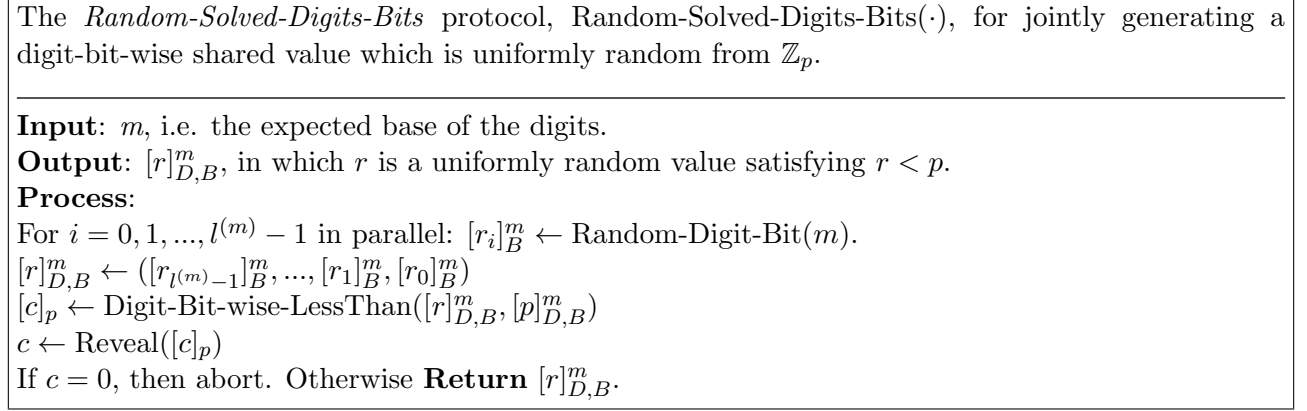 The Random-Solved-Digits-Bits protocol, Random-Solved-Digits-Bits(·), for jointly generating a
digit-bit-wise shared value which is uniformly random from ℤ_p.
Input: m, i.e. the expected base of the digits.
Output: [r]^m_{D,B}, in which r is a uniformly random value satisfying r < p.
Process:
For i = 0, 1, ..., l^{(m)} − 1 in parallel: [r_i]^m_B ← Random-Digit-Bit(m).
[r]^m_{D,B} ← ([r_{l^{(m)}−1}]^m_B, ..., [r_1]^m_B, [r_0]^m_B)
[c]_p ← Digit-Bit-wise-LessThan([r]^m_{D,B}, [p]^m_{D,B})
c ← Reveal([c]_p)
If c = 0, then abort. Otherwise Return [r]^m_{D,B}.